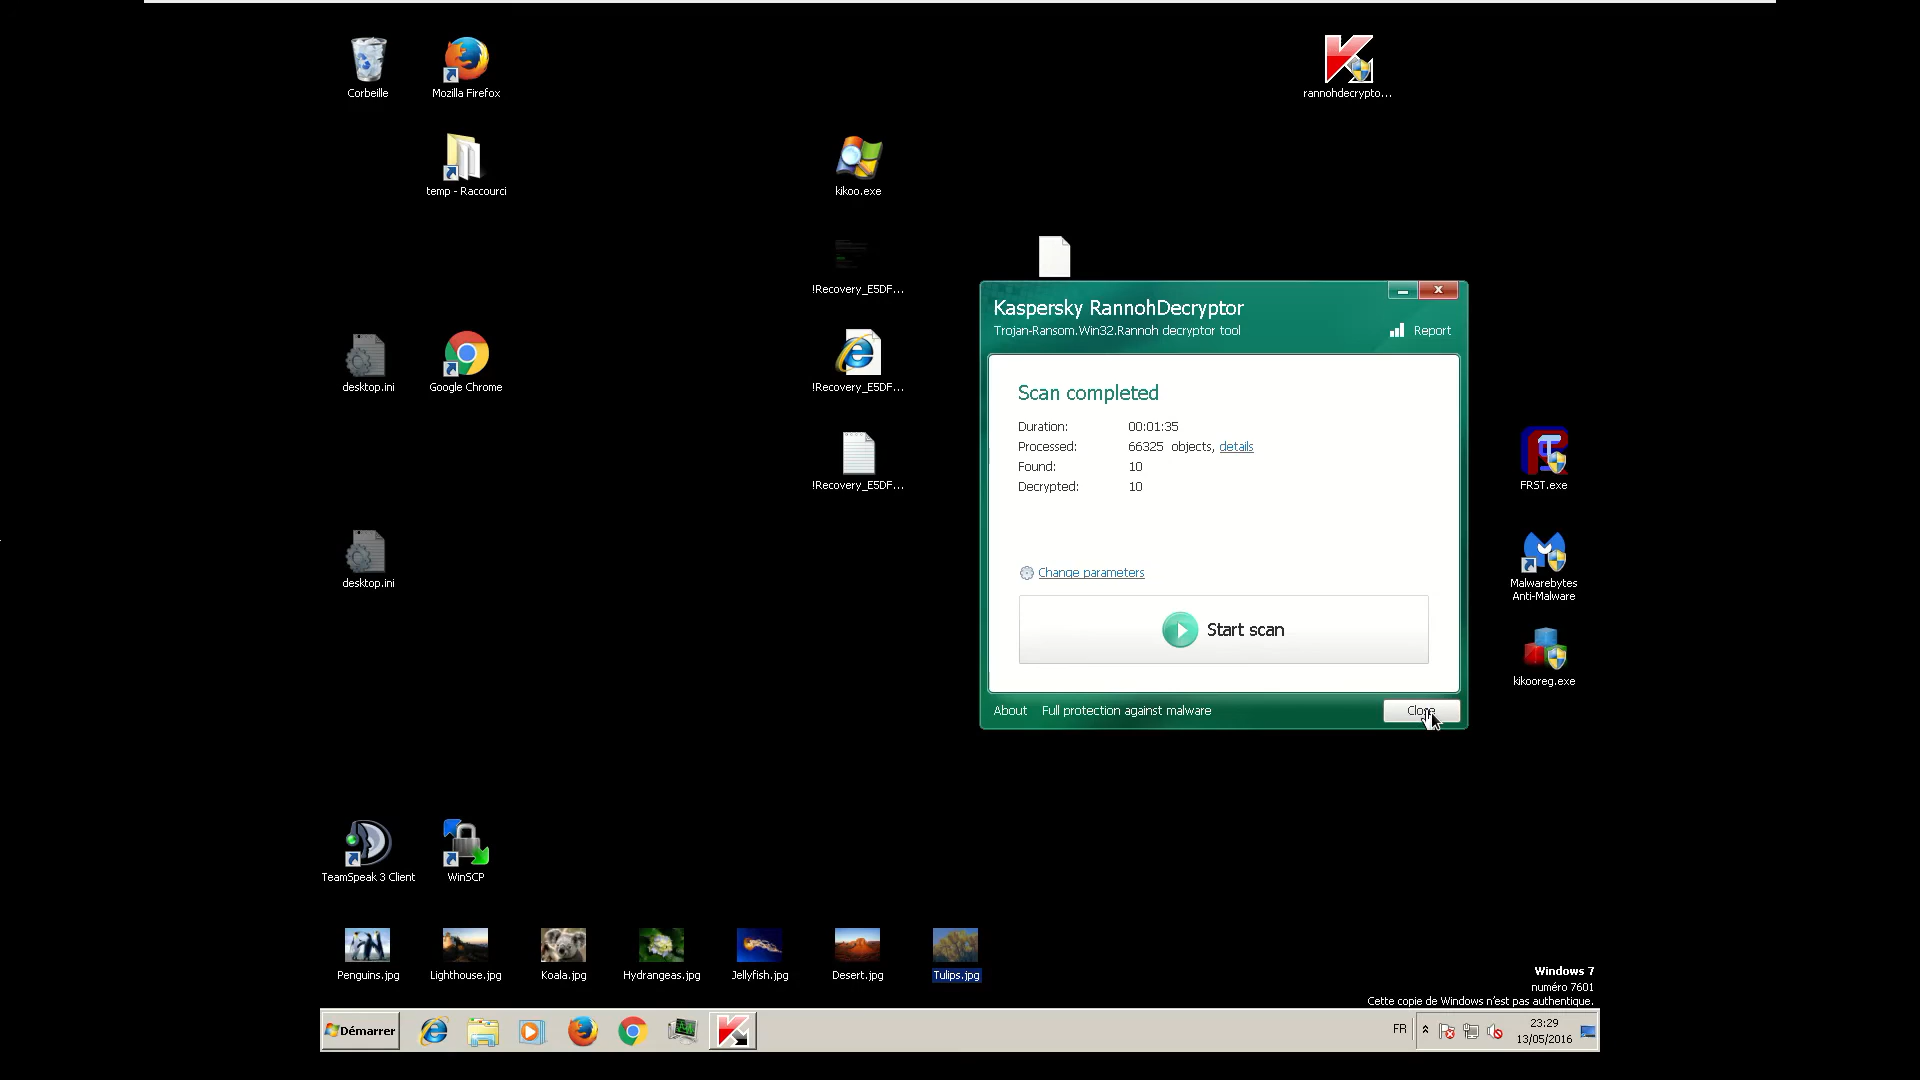 Corbeille
Mozilla Firefox
rannohdecrypto...
temp - Raccourci
kikoo.exe
!Recovery_E5DF...
Kaspersky RannohDecryptor
Trojan-Ransom.Win32.Rannoh decryptor tool
Report
desktop.ini
Google Chrome
!Recovery_E5DF...
Scan completed
Duration: 00:01:35
Processed: 66325 objects, details
Found: 10
Decrypted: 10
!Recovery_E5DF...
FRST.exe
desktop.ini
Change parameters
Malwarebytes
Anti-Malware
Start scan
kikooreg.exe
About
Full protection against malware
Close
TeamSpeak 3 Client
WinSCP
Penguins.jpg
Lighthouse.jpg
Koala.jpg
Hydrangeas.jpg
Jellyfish.jpg
Desert.jpg
Tulips.jpg
Windows 7
numéro 7601
Cette copie de Windows n'est pas authentique.
Démarrer
FR
23:29
13/05/2016